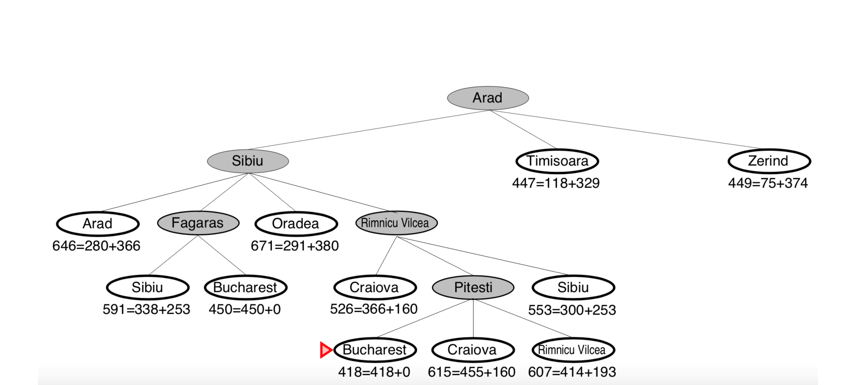 Arad
Sibiu
Timisoara
Zerind
447=118+329
449=75+374
Arad
Fagaras
Oradea
Rimnicu Vilcea
646=280+366
671=291+380
Sibiu
Bucharest
Craiova
Pitesti
Sibiu
591=338+253
450=450+0
526=366+160
553=300+253
Bucharest
Craiova
Rimnicu Vilcea
418=418+0
615=455+160
607=414+193